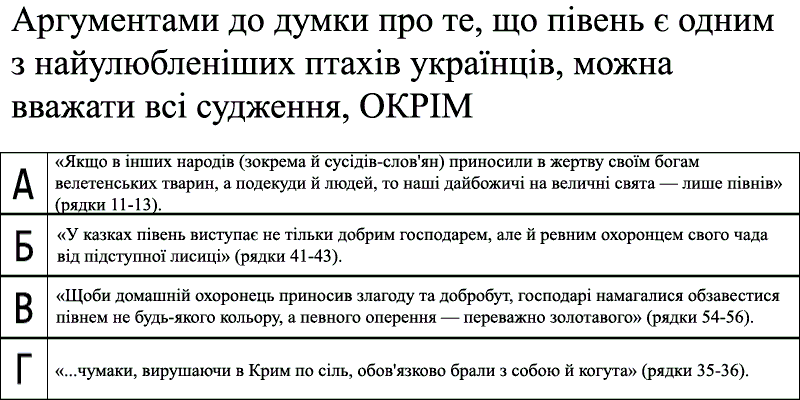 Аргументами до думки про те, що півень є одним
з найулюбленіших птахів українців, можна
вважати всі судження, ОКРІМ
А
«Якщо в інших народів (зокрема й сусідів-слов'ян) приносили в жертву своїм богам
велетенських тварин, а подекуди й людей, то наші дайбожичі на величні свята — лише півнів»
(рядки 11-13).
Б
«У казках півень виступає не тільки добрим господарем, але й ревним охоронцем свого чада
від підступної лисиці» (рядки 41-43).
В
«Щоби домашній охоронець приносив злагоду та добробут, господарі намагалися обзавестися
півнем не будь-якого кольору, а певного оперення — переважно золотавого» (рядки 54-56).
Г
«...чумаки, вирушаючи в Крим по сіль, обов'язково брали з собою й когута» (рядки 35-36).